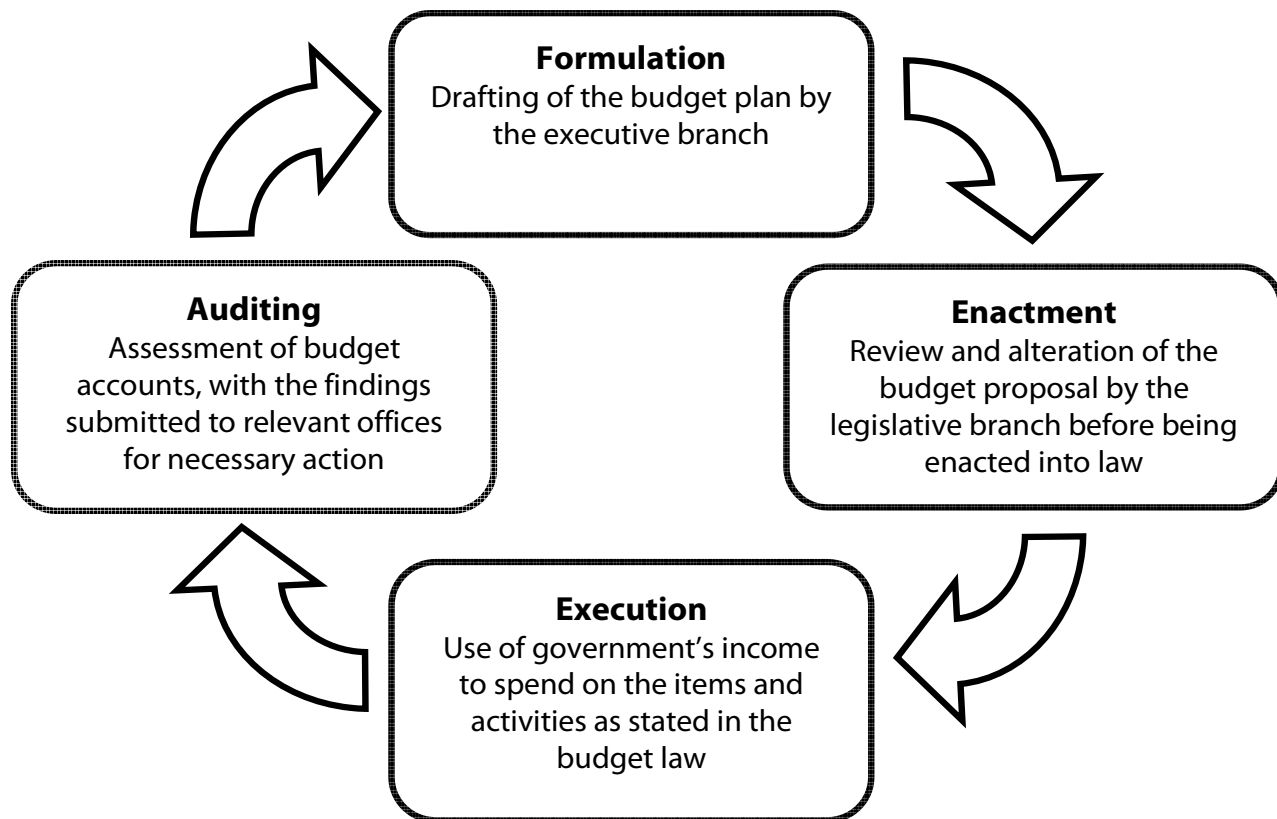 Formulation
Drafting of the budget plan by
the executive branch
Enactment
Review and alteration of the
budget proposal by the
legislative branch before being
enacted into law
Execution
Use of government’s income
to spend on the items and
activities as stated in the
budget law
Auditing
Assessment of budget
accounts, with the findings
submitted to relevant offices
for necessary action